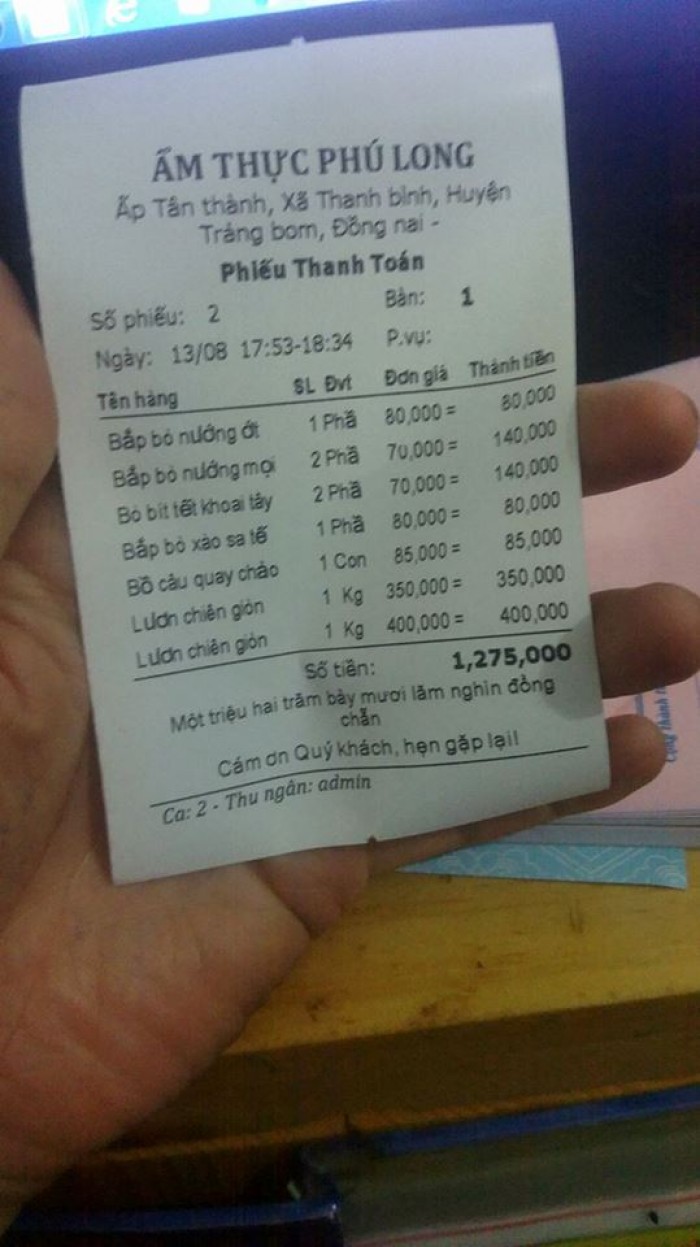 ẨM THỰC PHÚ LONG
Ấp Tân thành, Xã Thanh bình, Huyện
Trảng bom, Đồng nai -
Phiếu Thanh Toán
Số phiếu: 2 Bàn: 1
Ngày: 13/08 17:53-18:34 P.vụ:
Tên hàng SL Đvt Đơn giá Thành tiền
Bắp bò nướng ớt 1 Phầ 80,000 = 80,000
Bắp bò nướng mọi 2 Phầ 70,000 = 140,000
Bò bít tết khoai tây 2 Phầ 70,000 = 140,000
Bắp bò xào sa tế 1 Phầ 80,000 = 80,000
Bồ câu quay chảo 1 Con 85,000 = 85,000
Lươn chiên giòn 1 Kg 350,000 = 350,000
Lươn chiên giòn 1 Kg 400,000 = 400,000
Số tiền: 1,275,000
Một triệu hai trăm bảy mươi lăm nghìn đồng
chẵn
Cám ơn Quý khách, hẹn gặp lại!
Ca: 2 - Thu ngân: admin